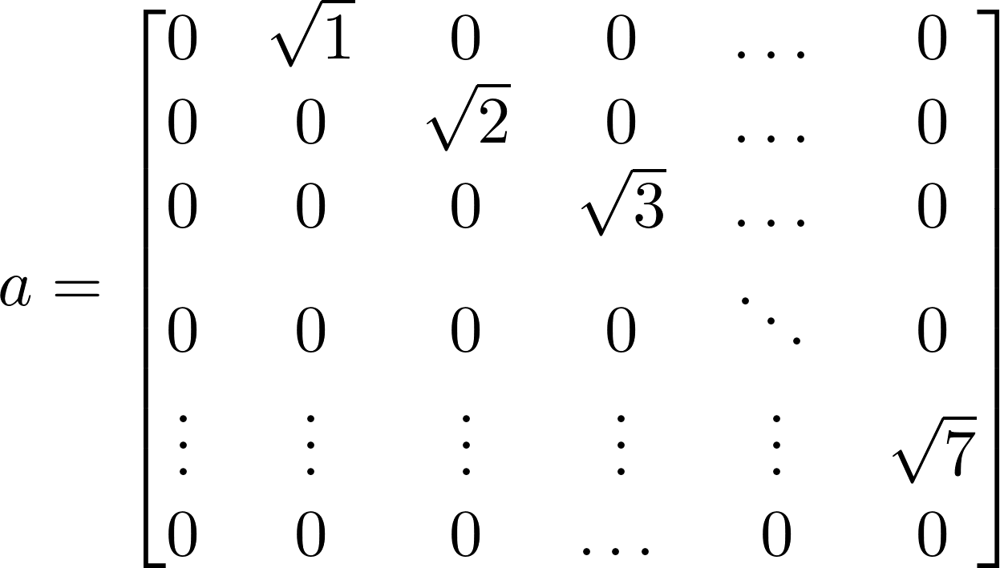 0 √1 0 0 … 0
0 0 √2 0 … 0
0 0 0 √3 … 0
a =
0 0 0 0 ⋱ 0
⋮ ⋮ ⋮ ⋮ ⋮ √7
0 0 0 … 0 0